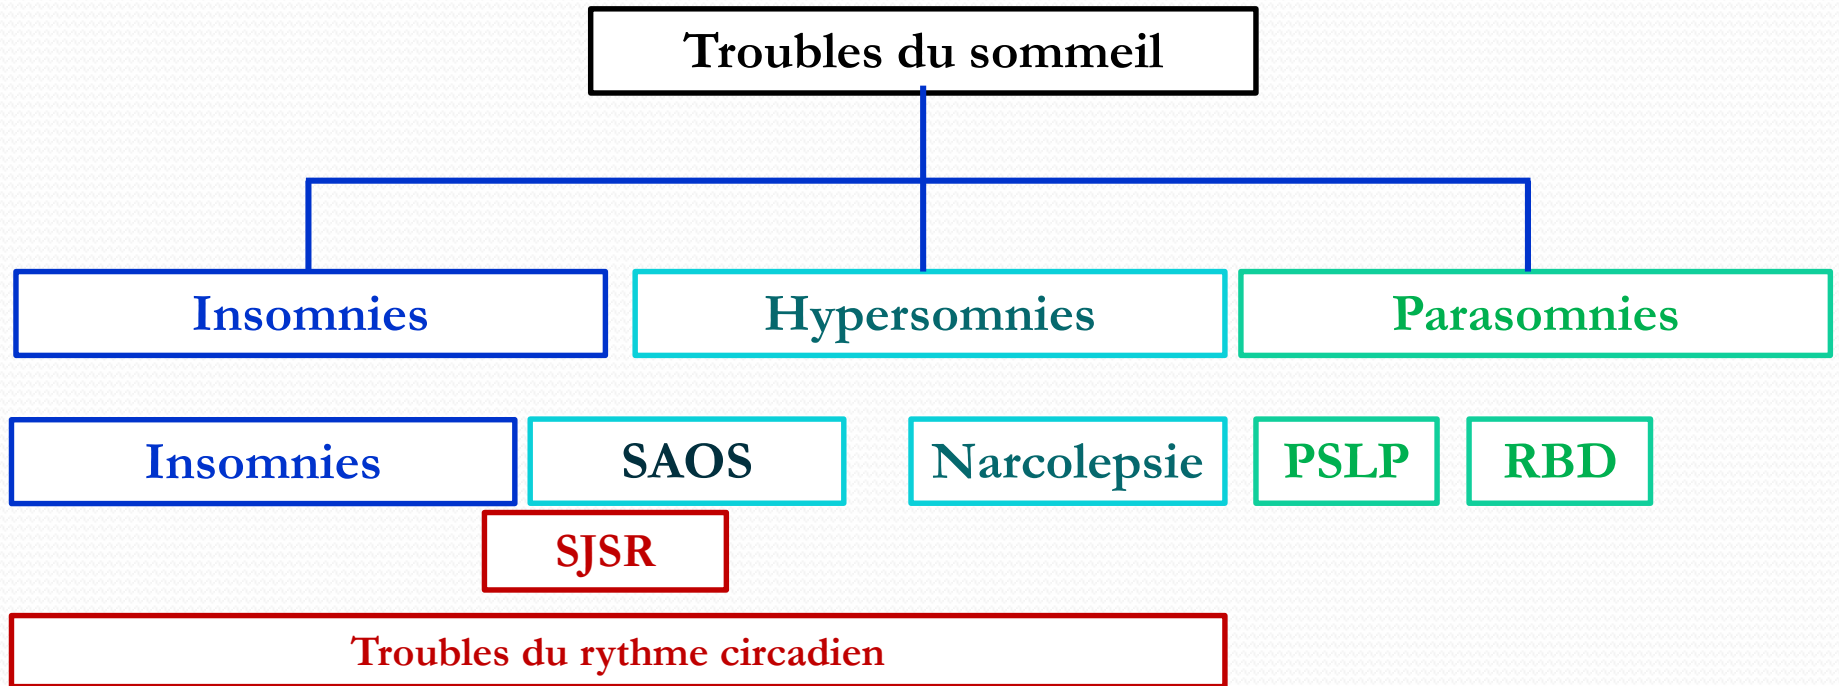 Troubles du sommeil
Insomnies
Hypersomnies
Parasomnies
Insomnies
SAOS
Narcolepsie
PSLP
RBD
SJSR
Troubles du rythme circadien